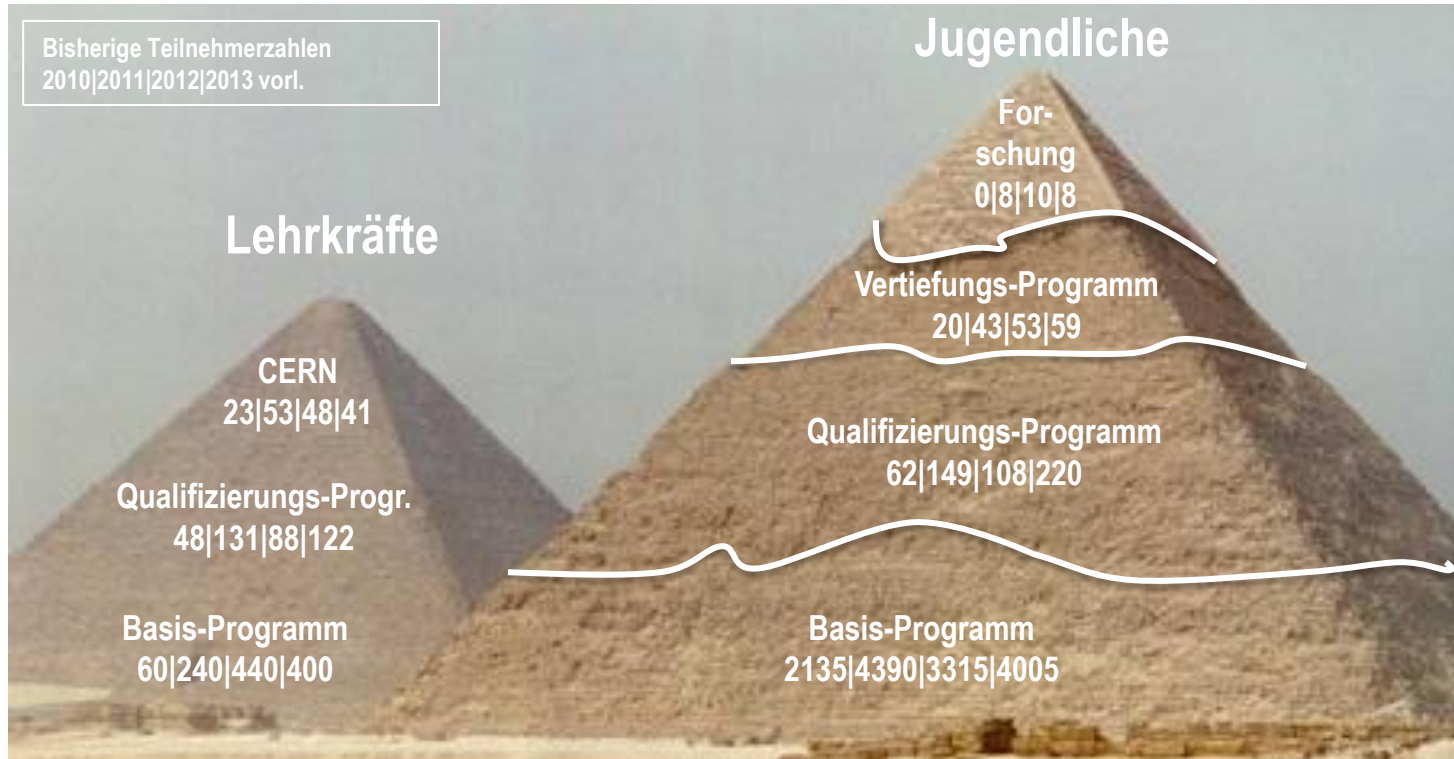 Bisherige Teilnehmerzahlen
2010|2011|2012|2013 vorl.
Jugendliche
For-
schung
0|8|10|8
Vertiefungs-Programm
20|43|53|59
Qualifizierungs-Programm
62|149|108|220
Basis-Programm
2135|4390|3315|4005
Lehrkräfte
CERN
23|53|48|41
Qualifizierungs-Progr.
48|131|88|122
Basis-Programm
60|240|440|400